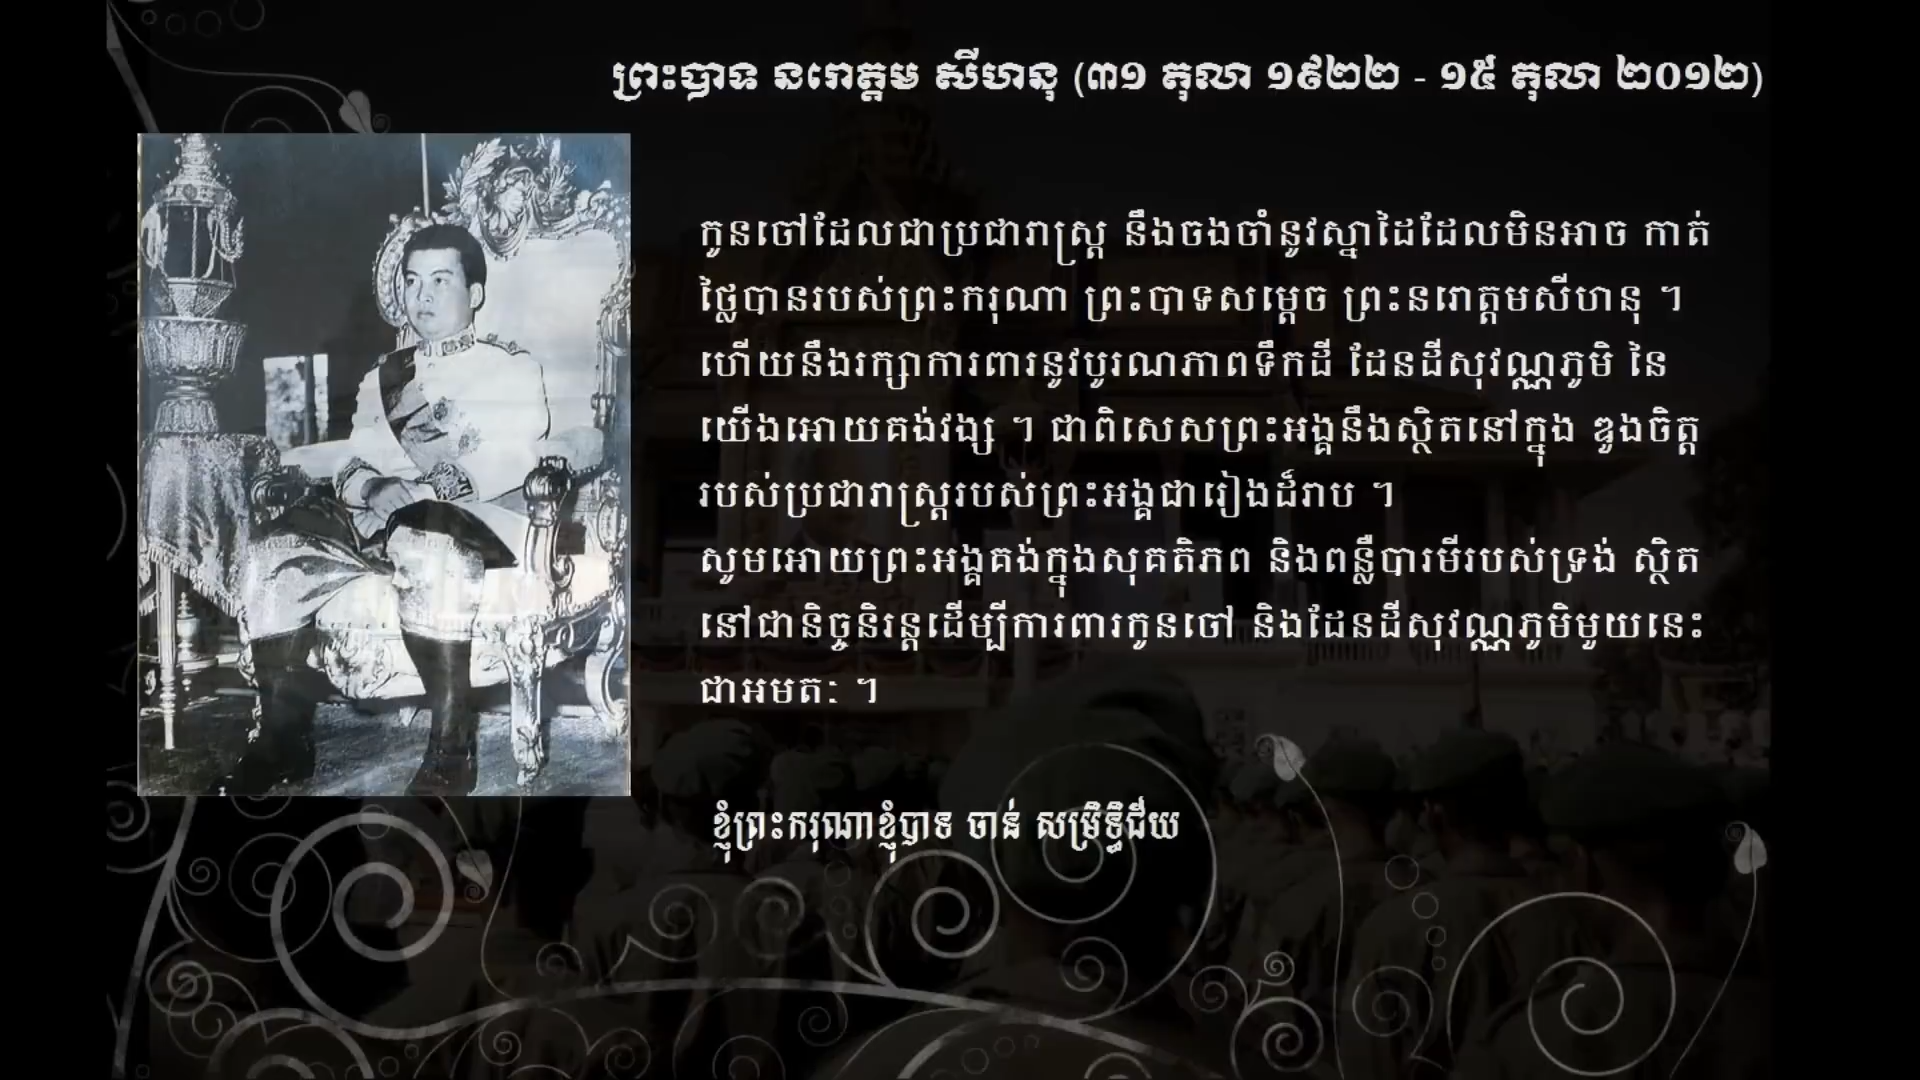 ព្រះបាទ នរោត្តម សីហនុ (៣១ តុលា ១៩២២ - ១៥ តុលា ២០១២)
កូនចៅដែលជាប្រជារាស្ត្រ នឹងចងចាំនូវស្នាដៃដែលមិនអាច កាត់
ថ្លៃបានរបស់ព្រះករុណា ព្រះបាទសម្តេច ព្រះនរោត្តមសីហនុ ។
ហើយនឹងរក្សាការពារនូវបូរណភាពទឹកដី ដែនដីសុវណ្ណភូមិ នៃ
យើងអោយគង់វង្ស ។ ជាពិសេសព្រះអង្គនឹងស្ថិតនៅក្នុង ឌូងចិត្ត
របស់ប្រជារាស្ត្ររបស់ព្រះអង្គជារៀងដ៏រាប ។
សូមអោយព្រះអង្គគង់ក្នុងសុគតិភព និងពន្លឺបារមីរបស់ទ្រង់ ស្ថិត
នៅជានិច្ចនិរន្តដើម្បីការពារកូនចៅ និងដែនដីសុវណ្ណភូមិមួយនេះ
ជាអមតៈ ។
ខ្ញុំព្រះករុណាខ្ញុំបាទ ចាន់ សម្រឹទ្ធិជ័យ